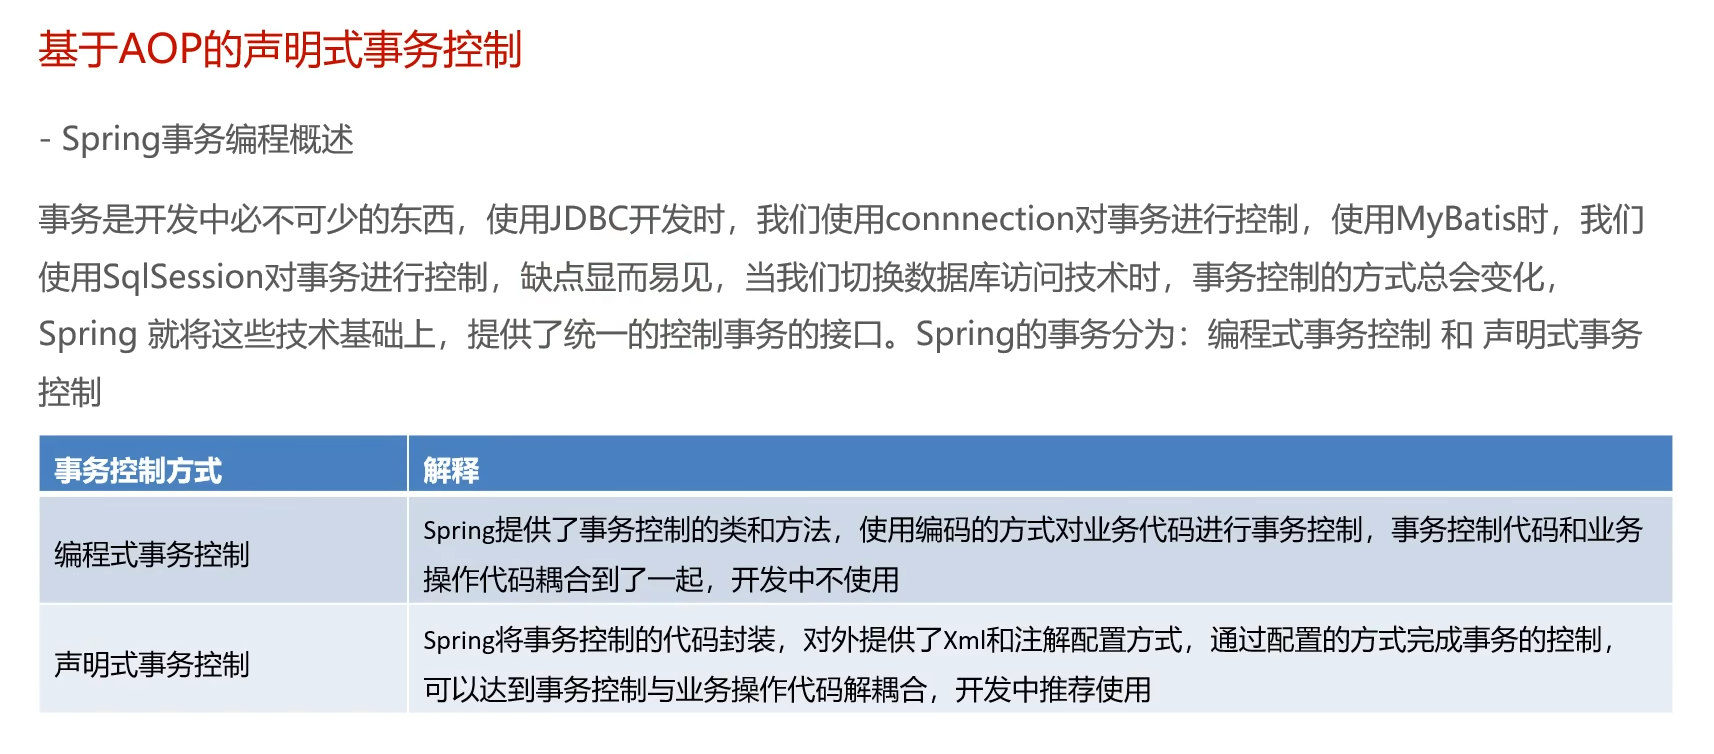 基于AOP的声明式事务控制
- Spring事务编程概述
事务是开发中必不可少的东西，使用JDBC开发时，我们使用connnection对事务进行控制，使用MyBatis时，我们
使用SqlSession对事务进行控制，缺点显而易见，当我们切换数据库访问技术时，事务控制的方式总会变化，
Spring 就将这些技术基础上，提供了统一的控制事务的接口。Spring的事务分为：编程式事务控制 和 声明式事务
控制
事务控制方式 解释
编程式事务控制
Spring提供了事务控制的类和方法，使用编码的方式对业务代码进行事务控制，事务控制代码和业务
操作代码耦合到了一起，开发中不使用
声明式事务控制
Spring将事务控制的代码封装，对外提供了Xml和注解配置方式，通过配置的方式完成事务的控制，
可以达到事务控制与业务操作代码解耦合，开发中推荐使用